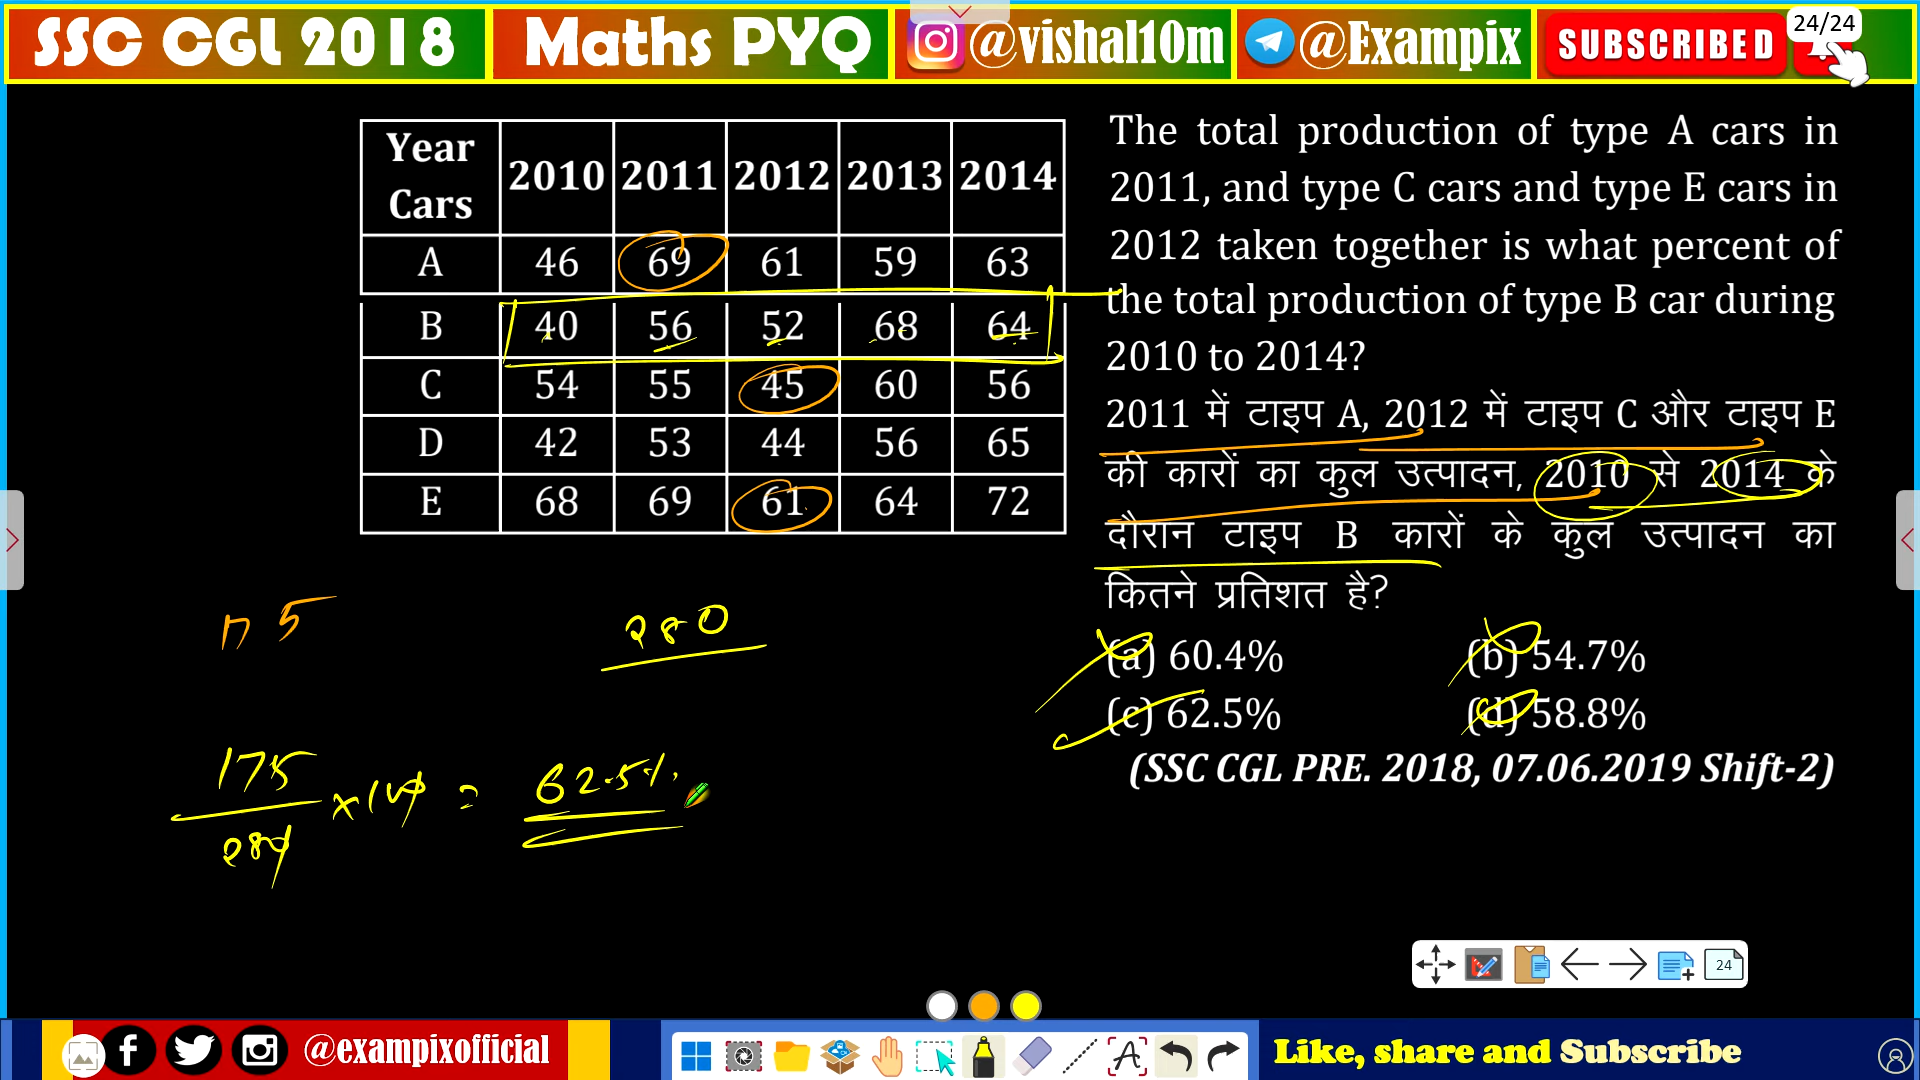 SSC CGL 2018 Maths PYQ @vishal10m @Exampix SUBSCRIBED 24/24
Year Cars 2010 2011 2012 2013 2014
A 46 69 61 59 63
B 40 56 52 68 64
C 54 55 45 60 56
D 42 53 44 56 65
E 68 69 61 64 72
The total production of type A cars in
2011, and type C cars and type E cars in
2012 taken together is what percent of
the total production of type B car during
2010 to 2014?
2011 में टाइप A, 2012 में टाइप C और टाइप E
की कारों का कुल उत्पादन, 2010 से 2014 के
दौरान टाइप B कारों के कुल उत्पादन का
कितने प्रतिशत है?
(a) 60.4% (b) 54.7%
(c) 62.5% (d) 58.8%
(SSC CGL PRE. 2018, 07.06.2019 Shift-2)
175 280
175
280 ×100 = 62.5%
24
@exampixofficial Like, share and Subscribe